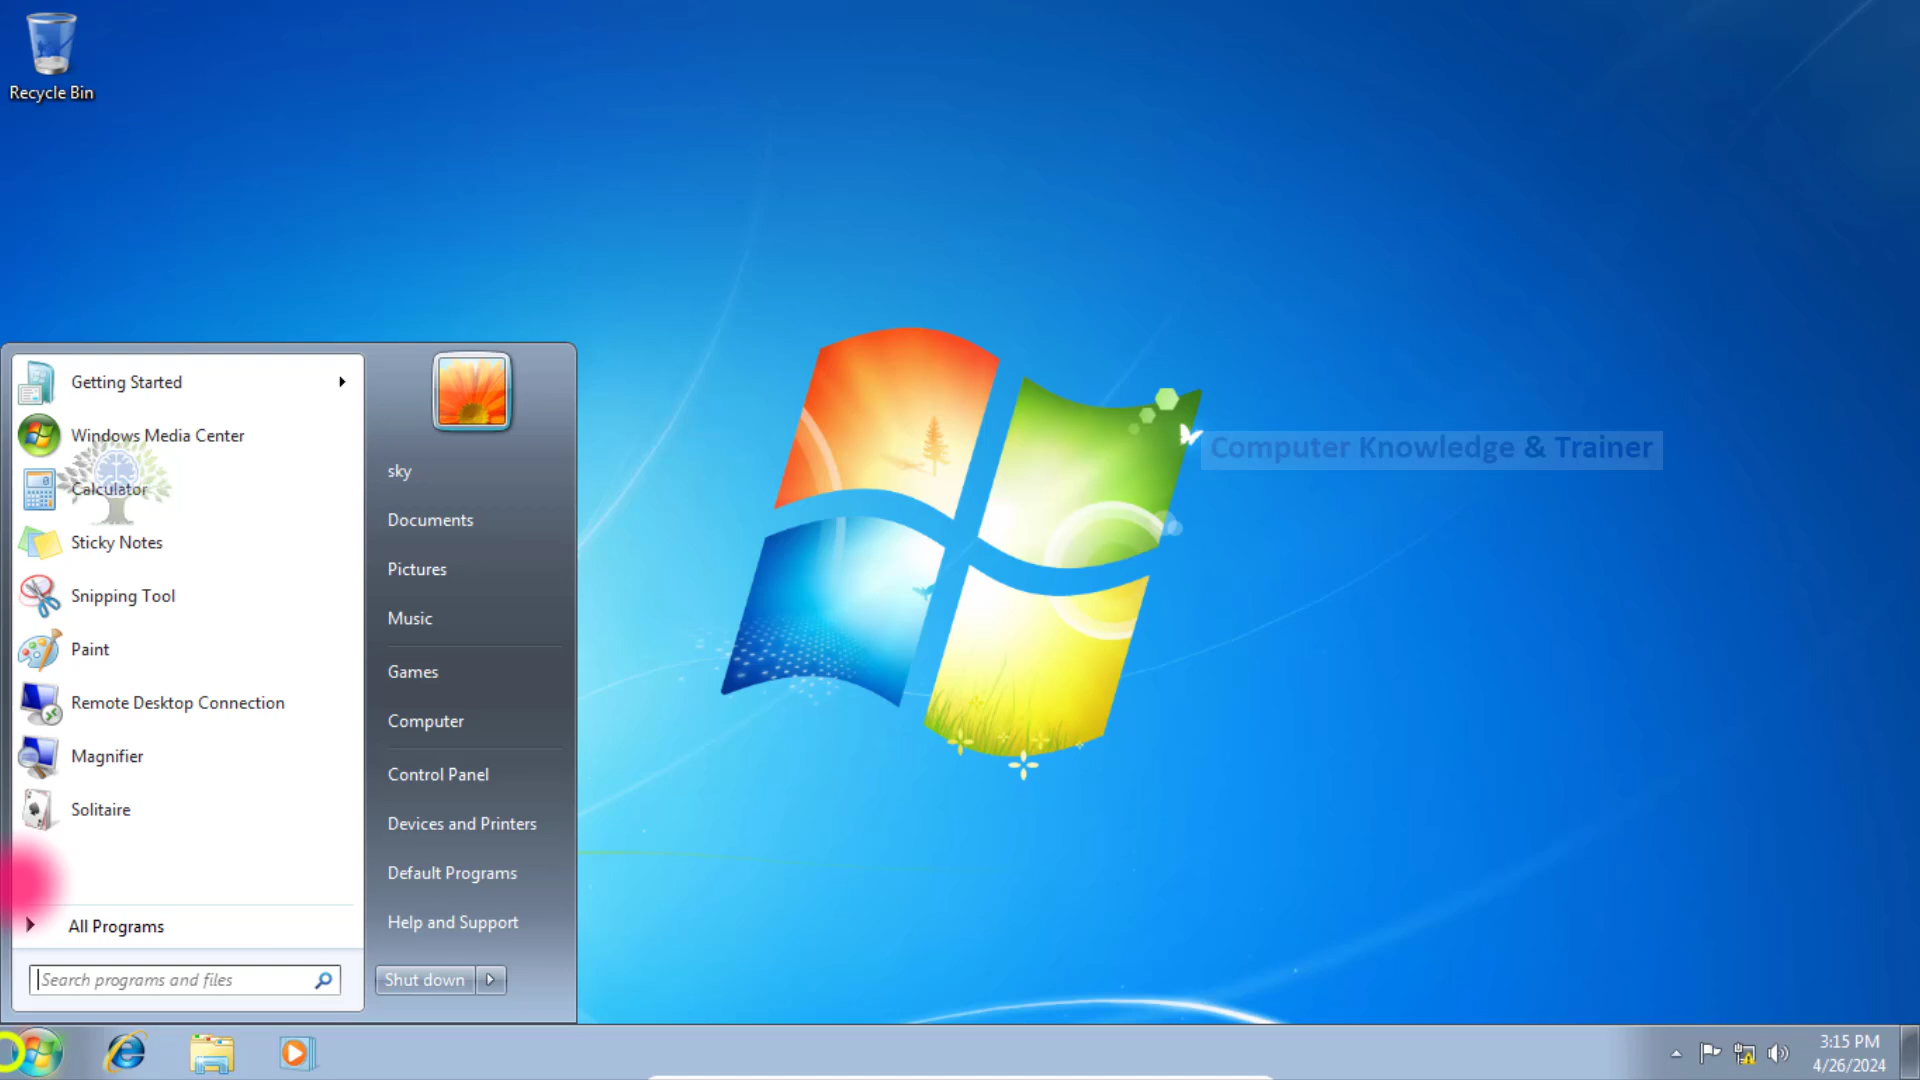 Recycle Bin
Getting Started
Windows Media Center
Calculator
Sticky Notes
Snipping Tool
Paint
Remote Desktop Connection
Magnifier
Solitaire
All Programs
Search programs and files
sky
Documents
Pictures
Music
Games
Computer
Control Panel
Devices and Printers
Default Programs
Help and Support
Shut down
Computer Knowledge & Trainer
3:15 PM
4/26/2024